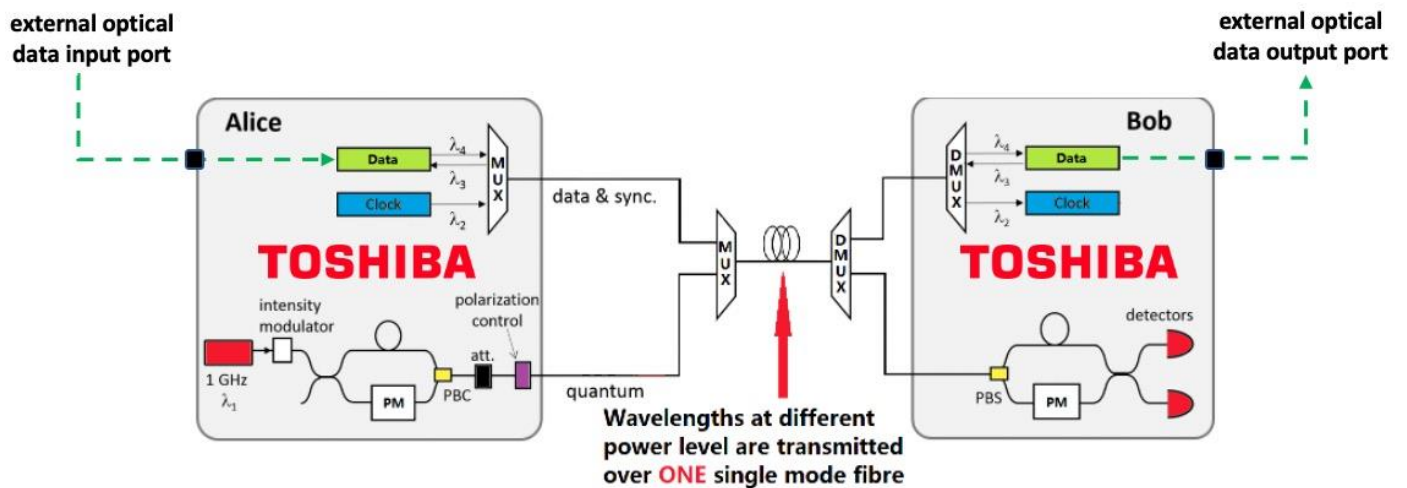 external optical
data input port
external optical
data output port
Alice
Data
Clock
λ4
λ3
λ2
MUX
data & sync.
TOSHIBA
intensity
modulator
polarization
control
att.
1 GHz
λ1
PM
PBC
quantum
MUX
DMUX
Wavelengths at different
power level are transmitted
over ONE single mode fibre
Bob
DMUX
λ4
λ3
λ2
Data
Clock
TOSHIBA
detectors
PBS
PM